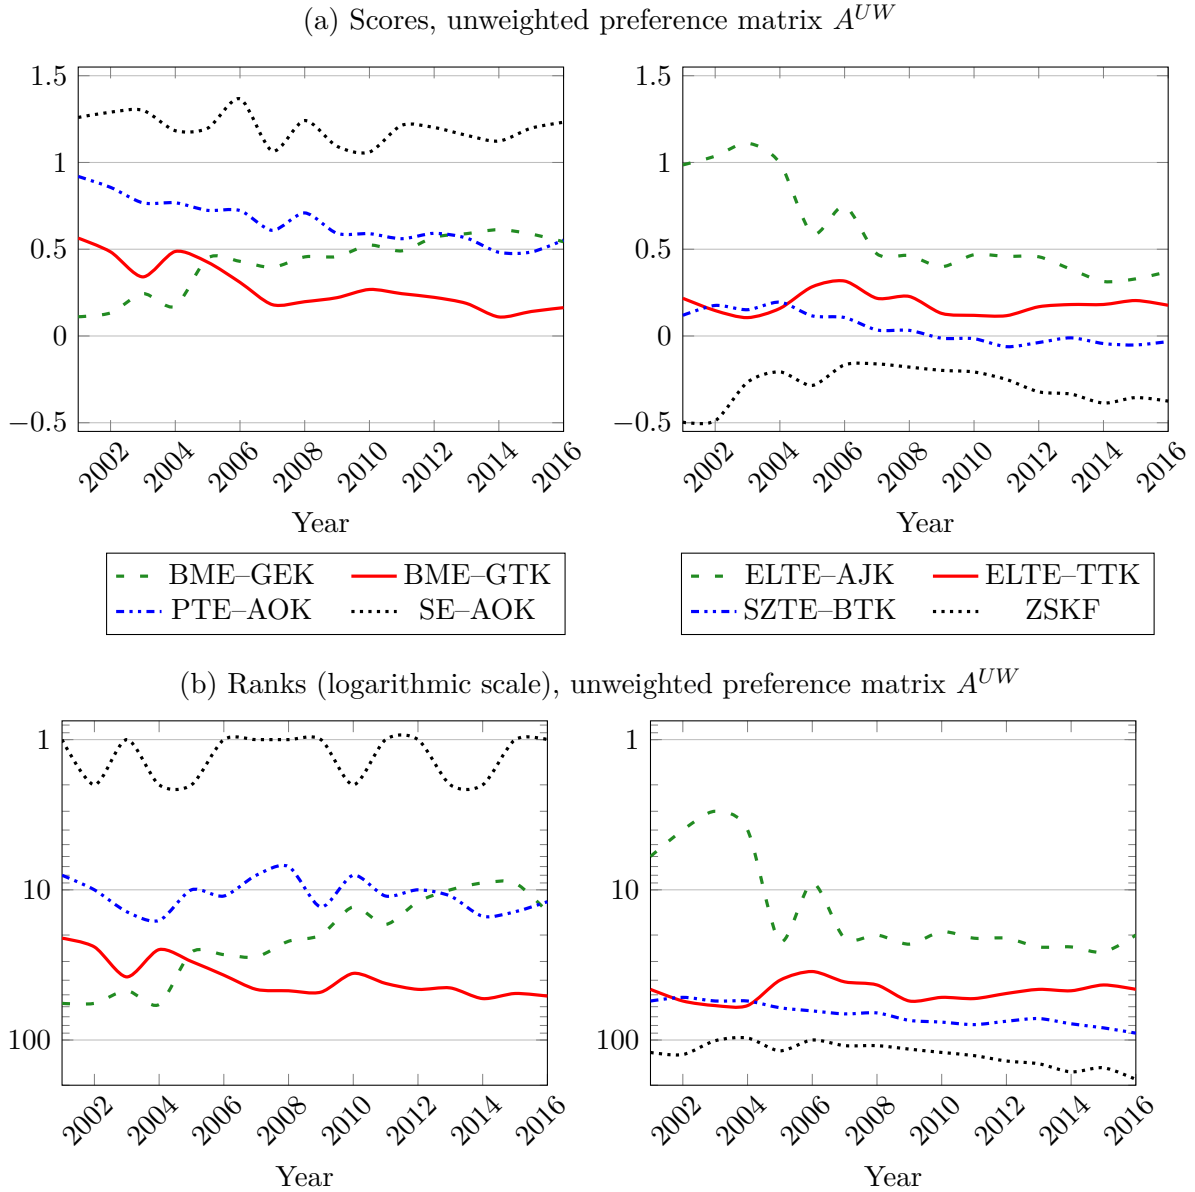 (a) Scores, unweighted preference matrix A^{UW}
1.5
1
0.5
0
−0.5
2002 2004 2006 2008 2010 2012 2014 2016
Year
1.5
1
0.5
0
−0.5
2002 2004 2006 2008 2010 2012 2014 2016
Year
BME–GEK BME–GTK
PTE–AOK SE–AOK
ELTE–AJK ELTE–TTK
SZTE–BTK ZSKF
(b) Ranks (logarithmic scale), unweighted preference matrix A^{UW}
1
10
100
2002 2004 2006 2008 2010 2012 2014 2016
Year
1
10
100
2002 2004 2006 2008 2010 2012 2014 2016
Year